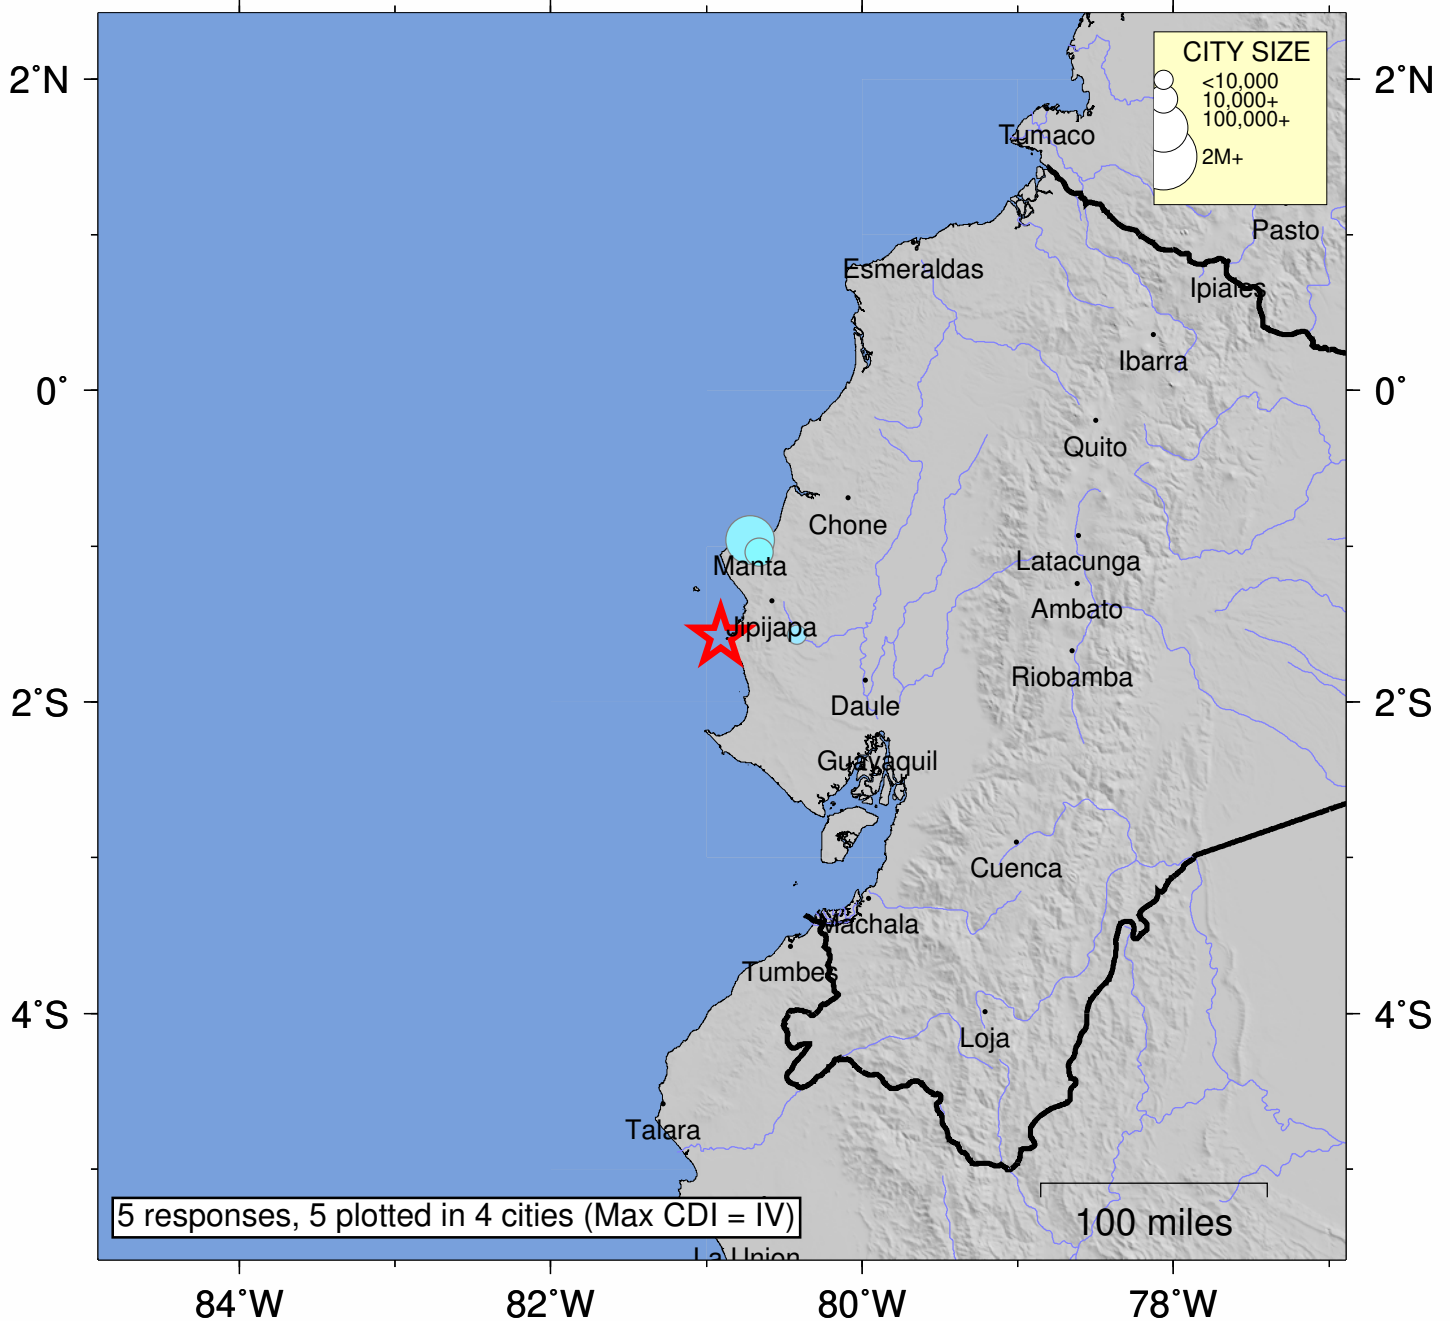 CITY SIZE
<10,000
10,000+
100,000+
2M+
2˚N
2˚N
Tumaco
Pasto
Esmeraldas
Ipiales
Ibarra
0˚
0˚
Quito
Chone
Latacunga
Manta
Ambato
Jipijapa
Riobamba
2˚S
2˚S
Daule
Guayaquil
Cuenca
Machala
Tumbes
4˚S
4˚S
Loja
Talara
5 responses, 5 plotted in 4 cities (Max CDI = IV)
100 miles
La Union
84˚W
82˚W
80˚W
78˚W